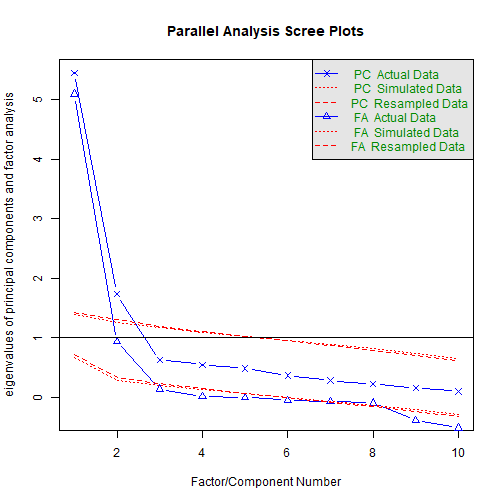 Parallel Analysis Scree Plots
eigenvalues of principal components and factor analysis
5
4
3
2
1
0
PC Actual Data
PC Simulated Data
PC Resampled Data
FA Actual Data
FA Simulated Data
FA Resampled Data
2 4 6 8 10
Factor/Component Number